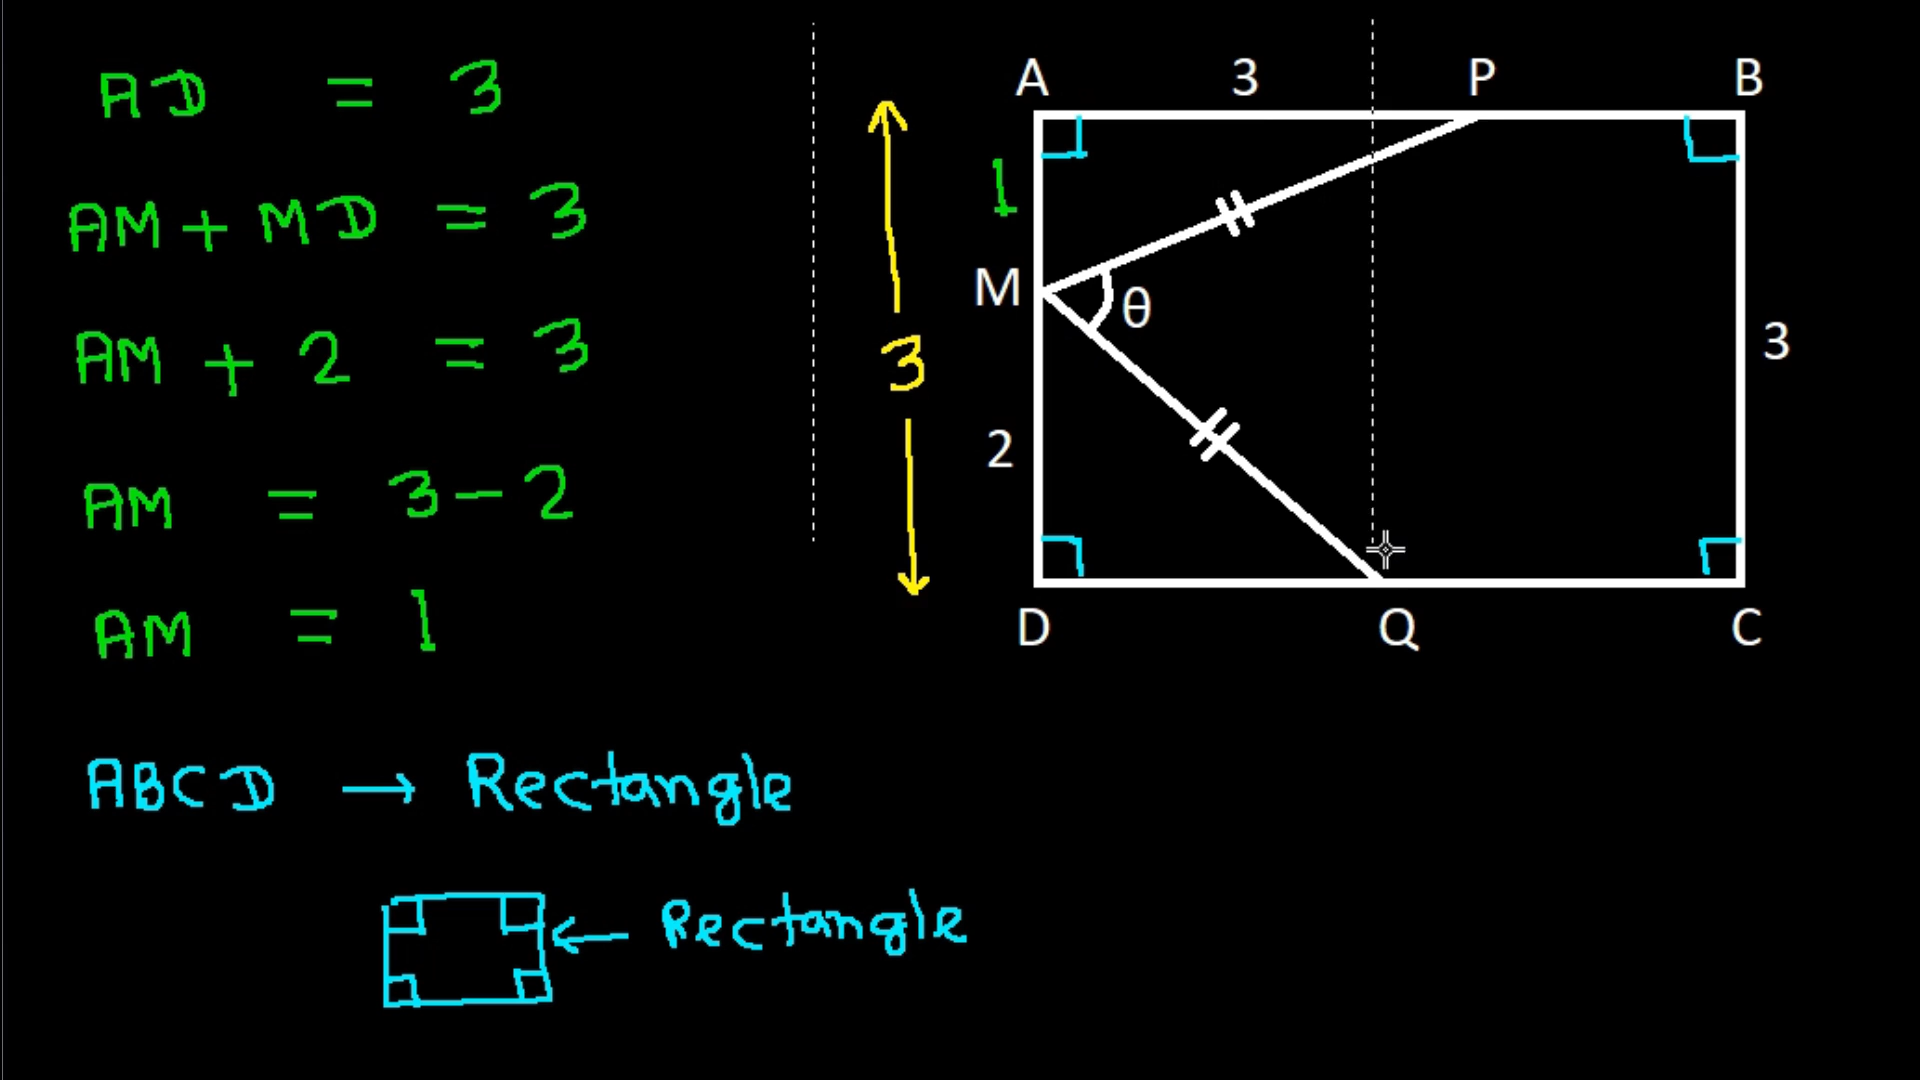 AD = 3
AM + MD = 3
AM + 2 = 3
AM = 3 - 2
AM = 1
ABCD → Rectangle
← Rectangle
A 3 P B
1
M θ
3
3
2
D Q C